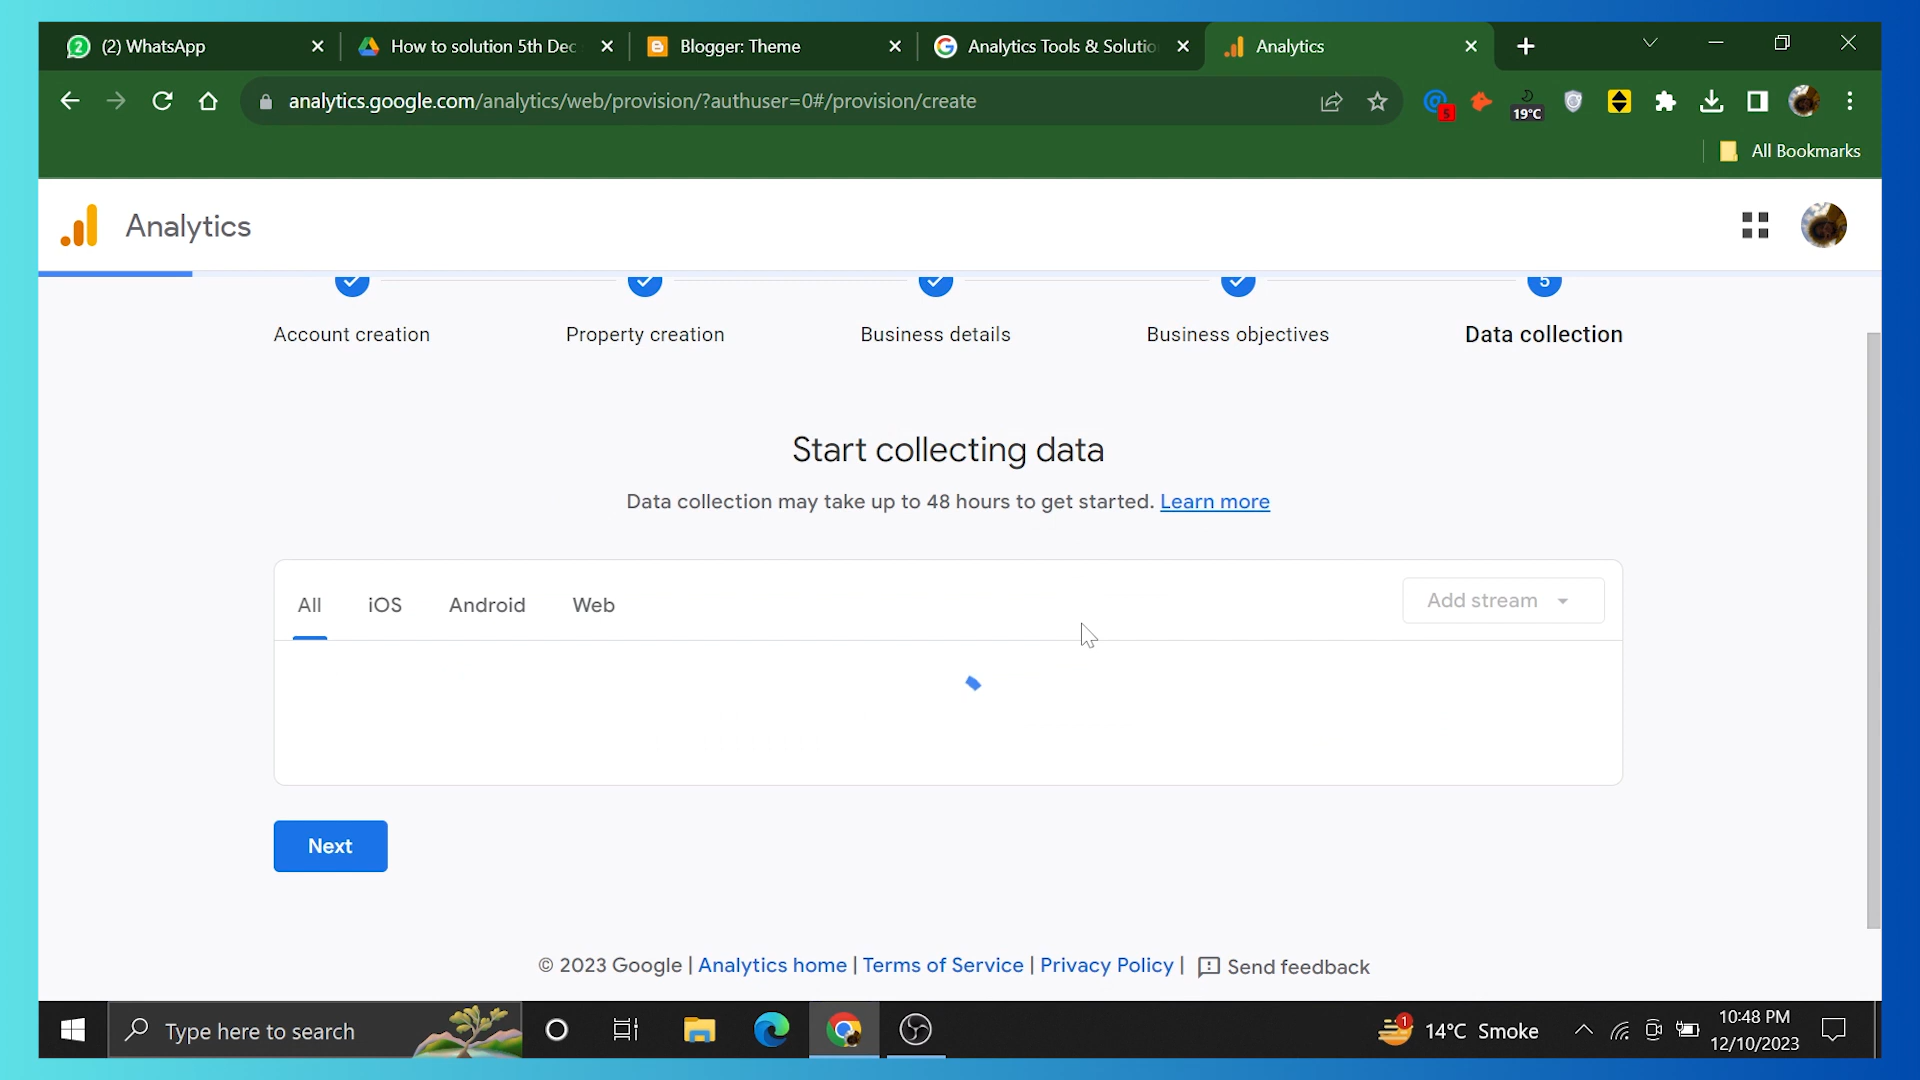 (2) WhatsApp
How to solution 5th Dec
Blogger: Theme
Analytics Tools & Solutio
Analytics
analytics.google.com/analytics/web/provision/?authuser=0#/provision/create
5
19°C
All Bookmarks
Analytics
5
Account creation
Property creation
Business details
Business objectives
Data collection
Start collecting data
Data collection may take up to 48 hours to get started. Learn more
All
iOS
Android
Web
Add stream
Next
© 2023 Google | Analytics home | Terms of Service | Privacy Policy | Send feedback
Type here to search
1
14°C Smoke
10:48 PM
12/10/2023